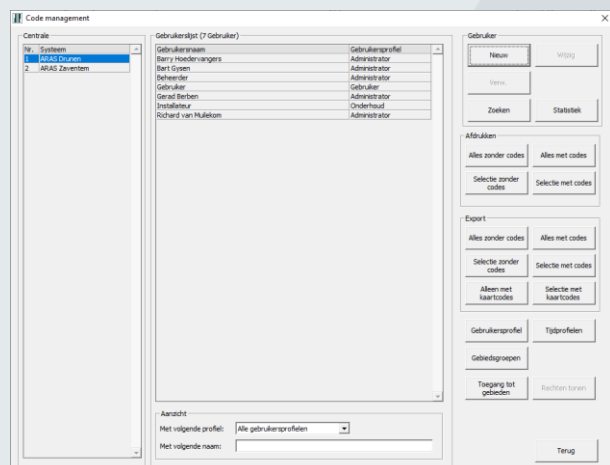 Code management
Centrale
Nr. Systeem
1 ARAS Drunen
2 ARAS Zaventem
Gebruikerslijst (7 Gebruiker)
Gebruikersnaam Gebruikersprofiel
Barry Hoedervangers Administrator
Bart Gysen Administrator
Beheerder Administrator
Gebruiker Gebruiker
Gerad Berben Administrator
Installateur Onderhoud
Richard van Muilekom Administrator
Aanzicht
Met volgende profiel: Alle gebruikersprofielen
Met volgende naam:
Gebruiker
Nieuw Wijzig
Verw.
Zoeken Statistiek
Afdrukken
Alles zonder codes Alles met codes
Selectie zonder codes Selectie met codes
Export
Alles zonder codes Alles met codes
Selectie zonder codes Selectie met codes
Alleen met kaartcodes Selectie met kaartcodes
Gebruikersprofiel Tijdprofielen
Gebiedsgroepen
Toegang tot gebieden Rechten tonen
Terug